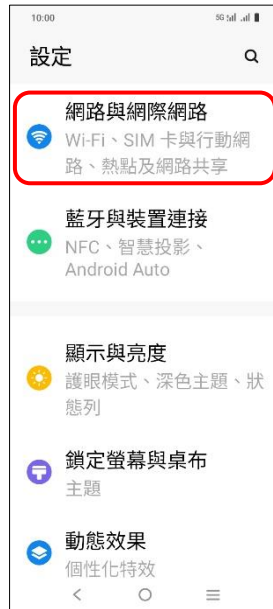 10:00
5G
設定
網路與網際網路
Wi-Fi、SIM 卡與行動網
路、熱點及網路共享
藍牙與裝置連接
NFC、智慧投影、
Android Auto
顯示與亮度
護眼模式、深色主題、狀
態列
鎖定螢幕與桌布
主題
動態效果
個性化特效